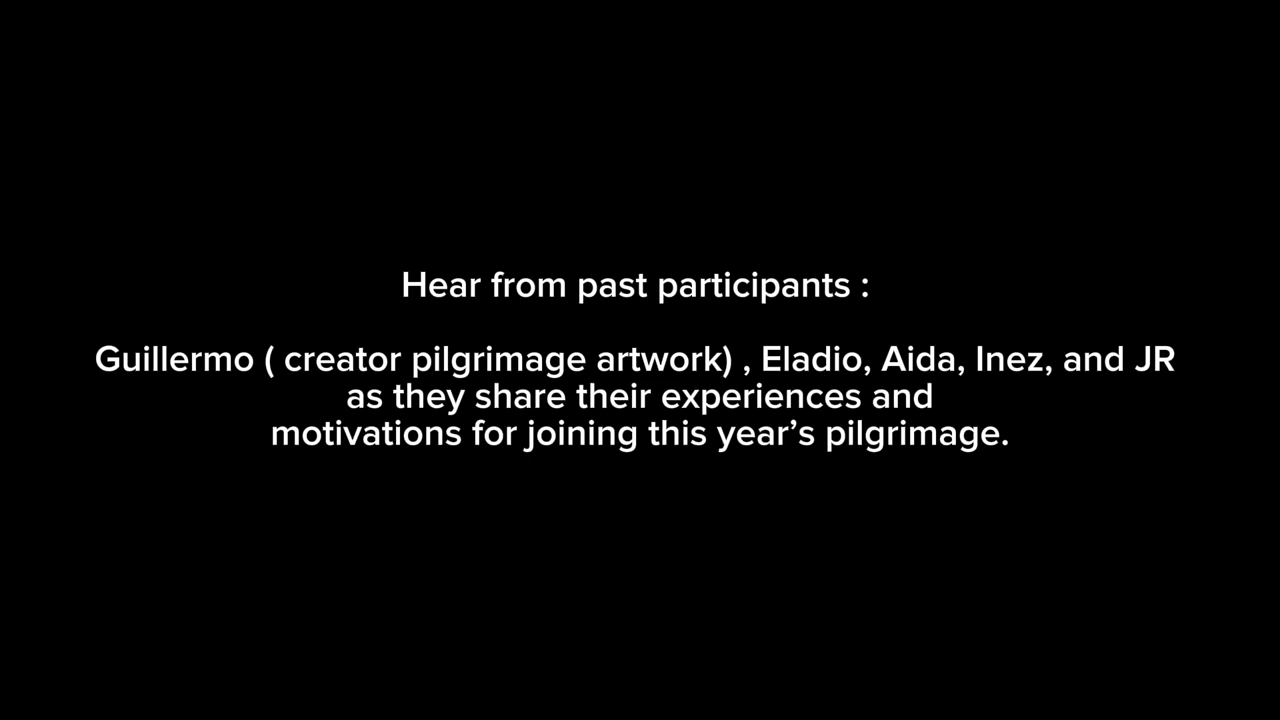 Hear from past participants :
Guillermo ( creator pilgrimage artwork) , Eladio, Aida, Inez, and JR
as they share their experiences and
motivations for joining this year’s pilgrimage.